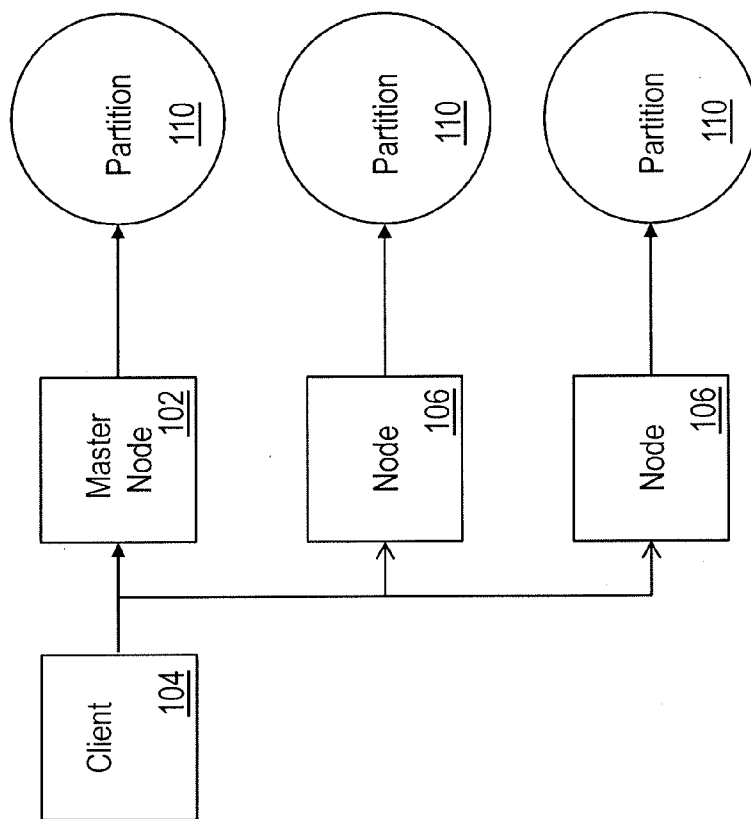 Client
104
Master
Node
102
Node
106
Node
106
Partition
110
Partition
110
Partition
110